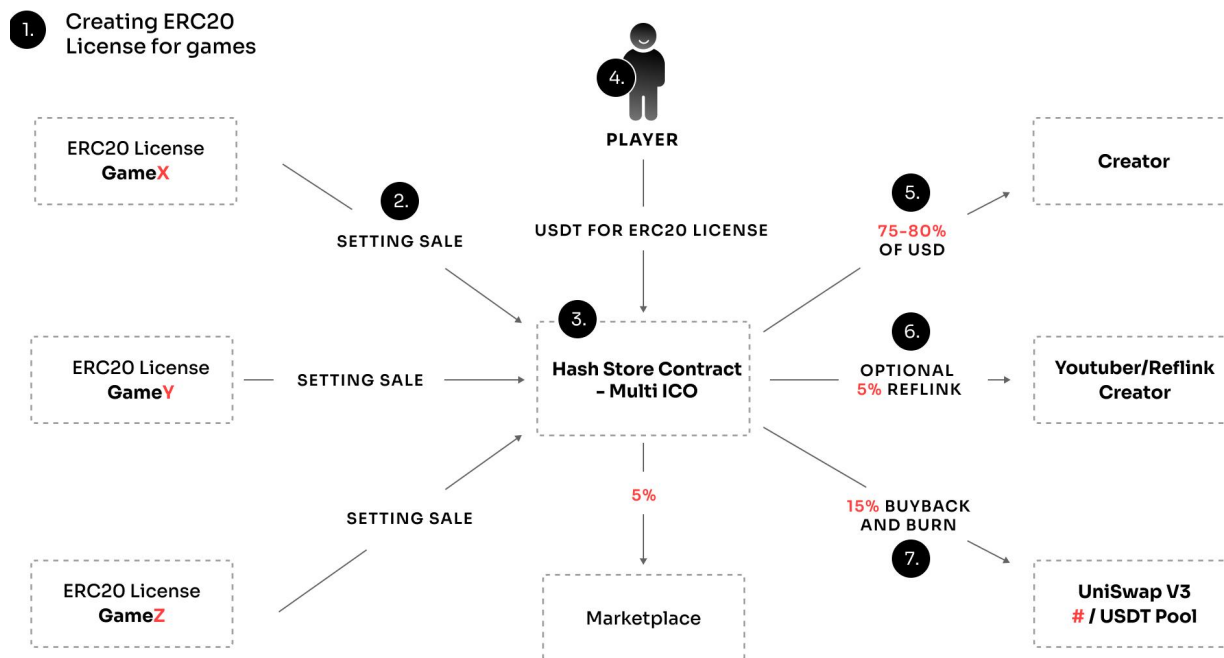 1.
Creating ERC20
License for games
4.
PLAYER
ERC20 License
GameX
2.
SETTING SALE
USDT FOR ERC20 LICENSE
5.
75-80%
OF USD
Creator
ERC20 License
GameY
SETTING SALE
3.
Hash Store Contract
- Multi ICO
6.
OPTIONAL
5% REFLINK
Youtuber/Reflink
Creator
ERC20 License
GameZ
SETTING SALE
5%
Marketplace
15% BUYBACK
AND BURN
7.
UniSwap V3
# / USDT Pool